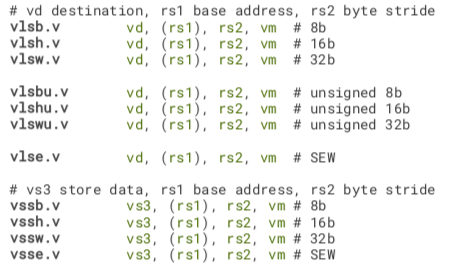 # vd destination, rs1 base address, rs2 byte stride
vlsb.v vd, (rs1), rs2, vm # 8b
vlsh.v vd, (rs1), rs2, vm # 16b
vlsw.v vd, (rs1), rs2, vm # 32b
vlsbu.v vd, (rs1), rs2, vm # unsigned 8b
vlshu.v vd, (rs1), rs2, vm # unsigned 16b
vlswu.v vd, (rs1), rs2, vm # unsigned 32b
vlse.v vd, (rs1), rs2, vm # SEW
# vs3 store data, rs1 base address, rs2 byte stride
vssb.v vs3, (rs1), rs2, vm # 8b
vssh.v vs3, (rs1), rs2, vm # 16b
vssw.v vs3, (rs1), rs2, vm # 32b
vsse.v vs3, (rs1), rs2, vm # SEW